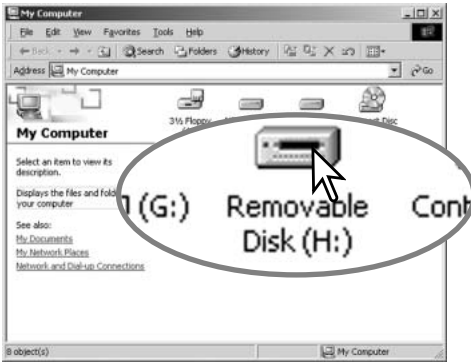 My Computer
File Edit View Favorites Tools Help
Back Search Folders History
Address My Computer Go
3½ Floppy
Disc
My Computer
Select an item to view its
description.
Displays the files and
your computer
See also:
My Documents
My Network Places
Network and Dial-up Connections
(G:) Removable
Disk (H:)
8 object(s) My Computer